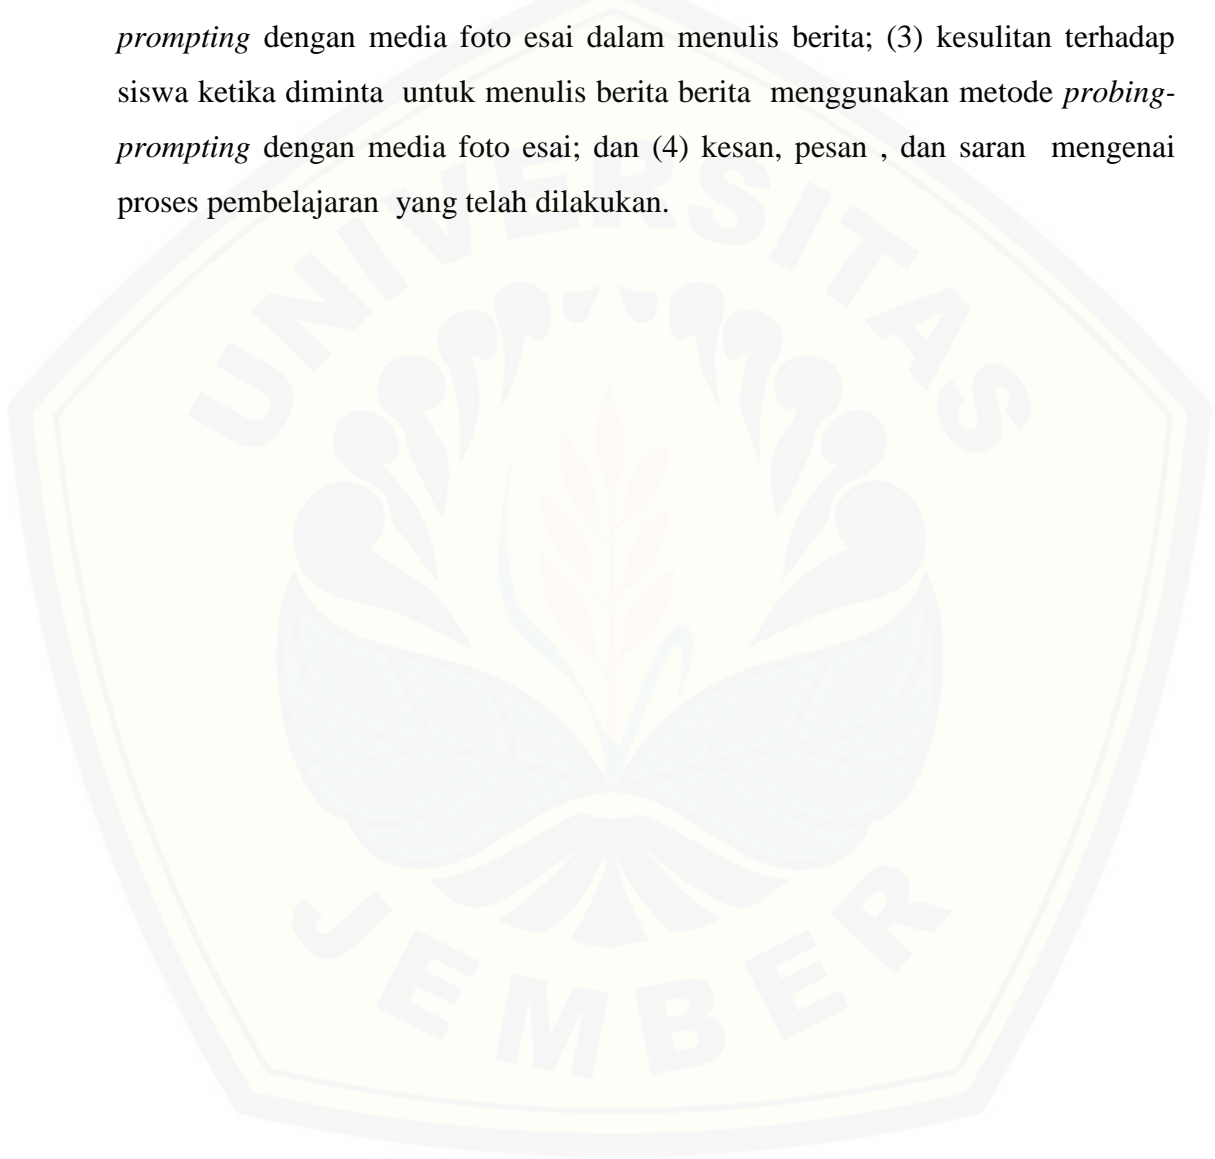 prompting dengan media foto esai dalam menulis berita; (3) kesulitan terhadap
siswa ketika diminta untuk menulis berita berita menggunakan metode probing-
prompting dengan media foto esai; dan (4) kesan, pesan , dan saran mengenai
proses pembelajaran yang telah dilakukan.
UNIVERSITAS
JEMBER